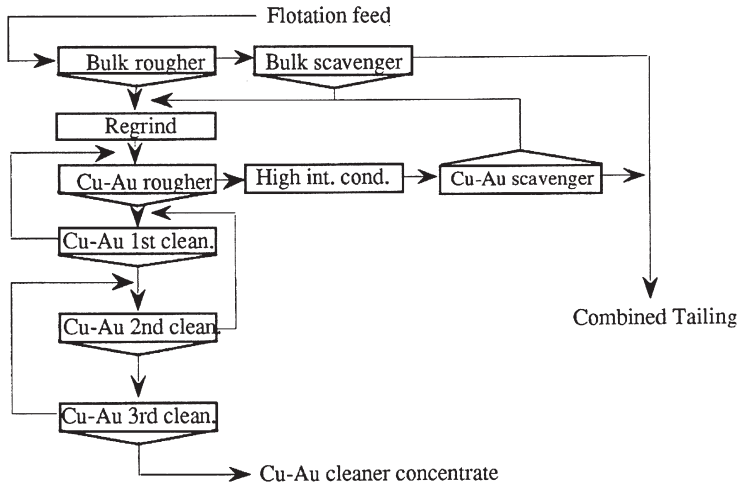 Flotation feed
Bulk rougher
Bulk scavenger
Regrind
Cu-Au rougher
High int. cond.
Cu-Au scavenger
Cu-Au 1st clean.
Cu-Au 2nd clean.
Combined Tailing
Cu-Au 3rd clean.
Cu-Au cleaner concentrate